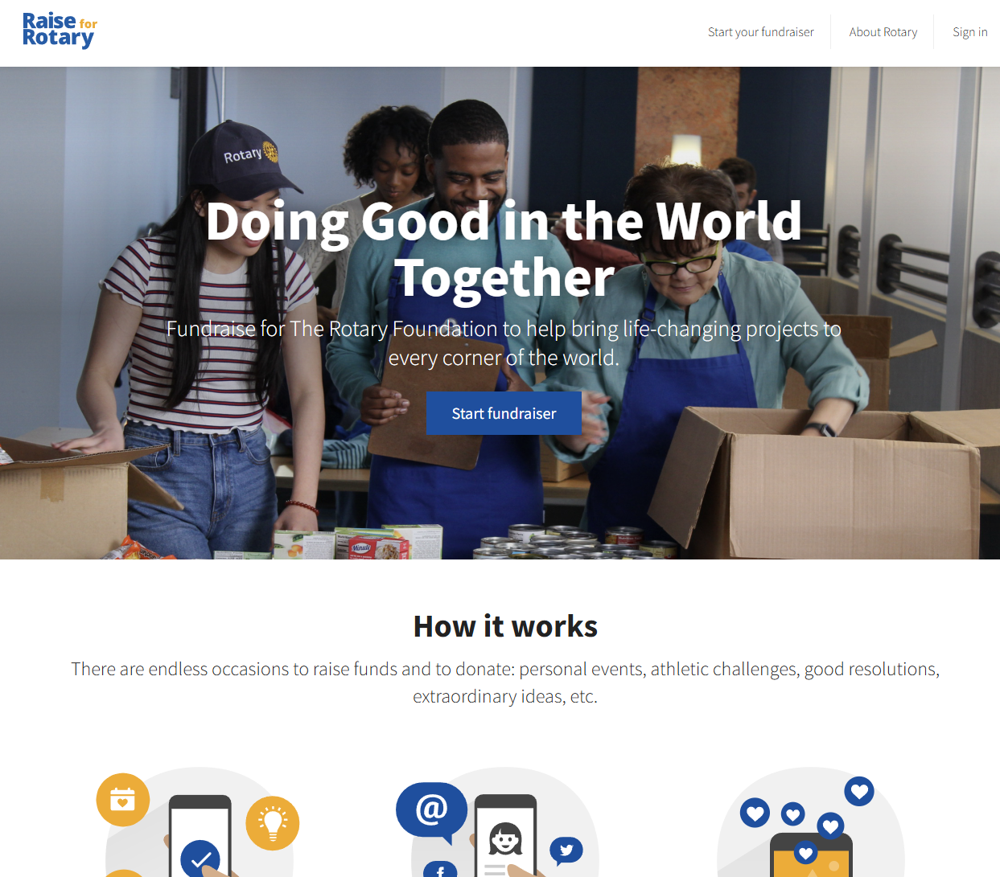 Raise for
Rotary
Start your fundraiser
About Rotary
Sign in
Rotary
Doing Good in the World
Together
Fundraise for The Rotary Foundation to help bring life-changing projects to
every corner of the world.
Start fundraiser
Minute
How it works
There are endless occasions to raise funds and to donate: personal events, athletic challenges, good resolutions,
extraordinary ideas, etc.
@
f